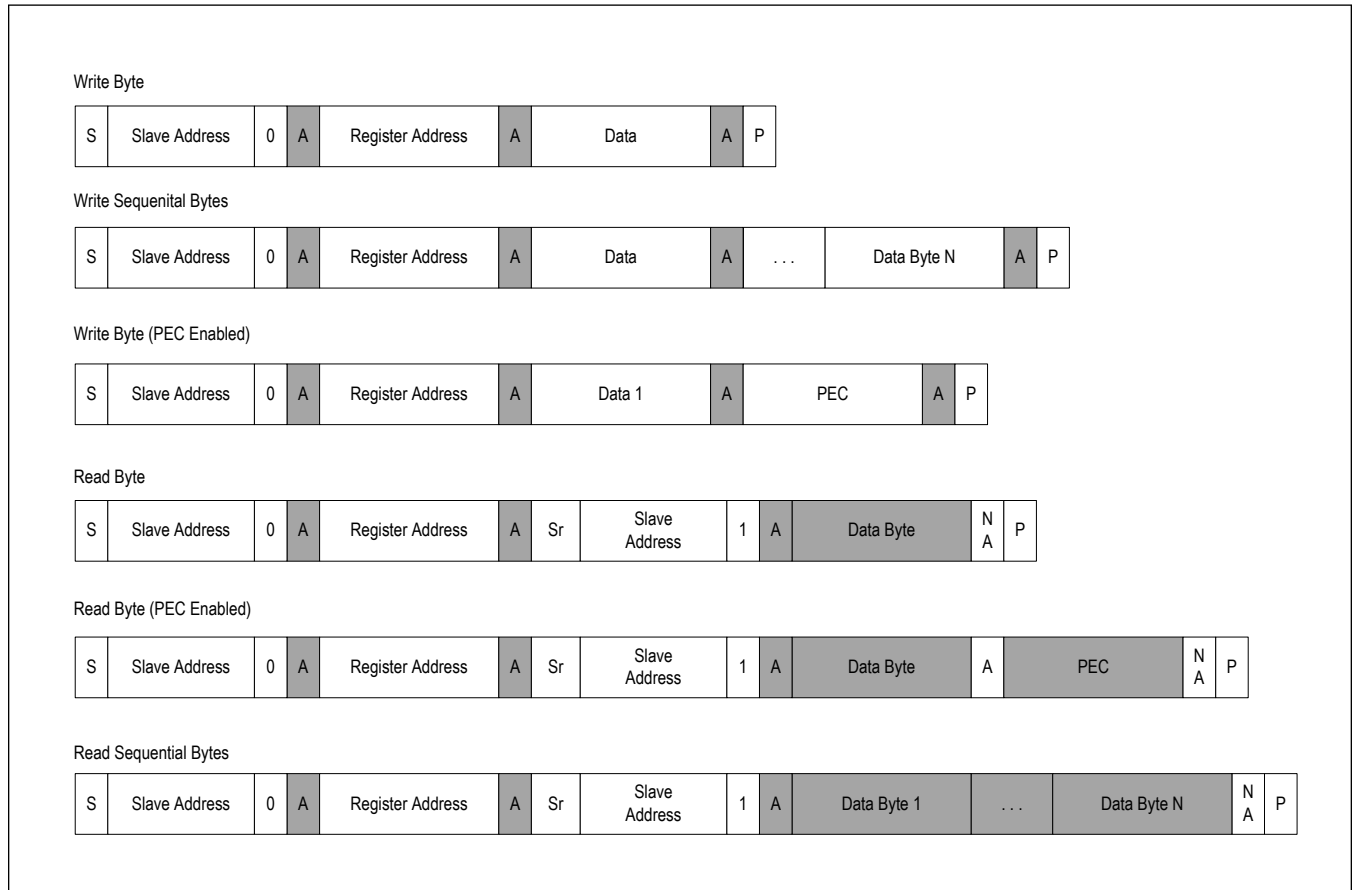 Write Byte
S Slave Address 0 A Register Address A Data A P
Write Sequenital Bytes
S Slave Address 0 A Register Address A Data A . . . Data Byte N A P
Write Byte (PEC Enabled)
S Slave Address 0 A Register Address A Data 1 A PEC A P
Read Byte
S Slave Address 0 A Register Address A Sr Slave Address 1 A Data Byte NA P
Read Byte (PEC Enabled)
S Slave Address 0 A Register Address A Sr Slave Address 1 A Data Byte A PEC NA P
Read Sequential Bytes
S Slave Address 0 A Register Address A Sr Slave Address 1 A Data Byte 1 . . . Data Byte N NA P